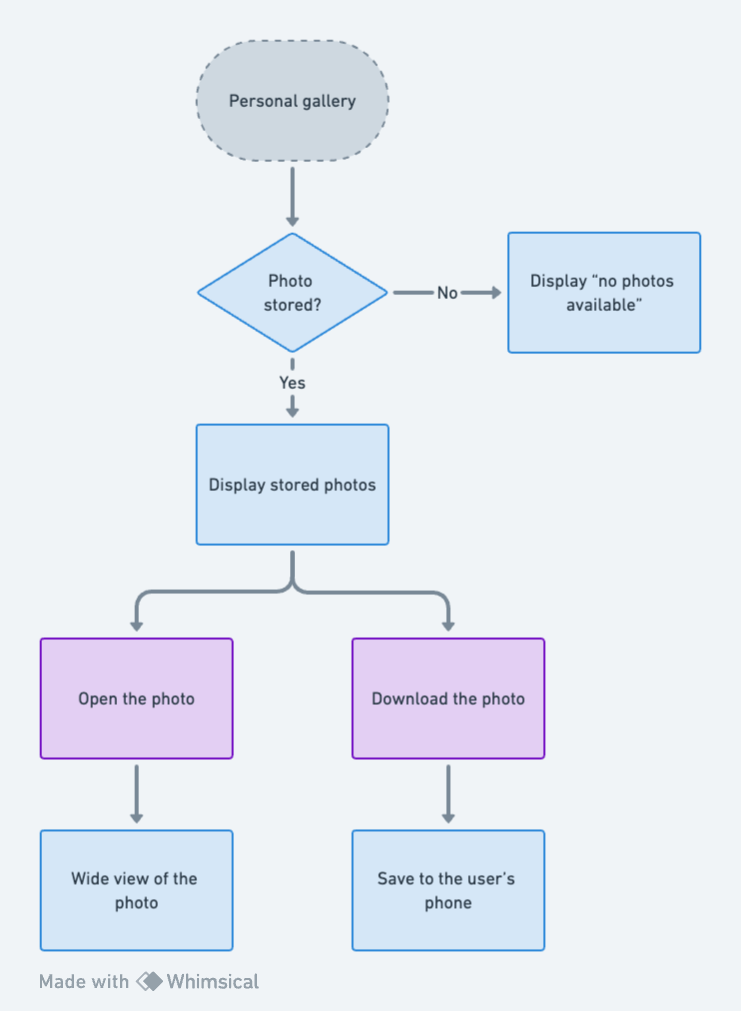 Personal gallery
Photo
stored?
No
Display “no photos
available”
Yes
Display stored photos
Open the photo
Download the photo
Wide view of the
photo
Save to the user’s
phone
Made with Whimsical